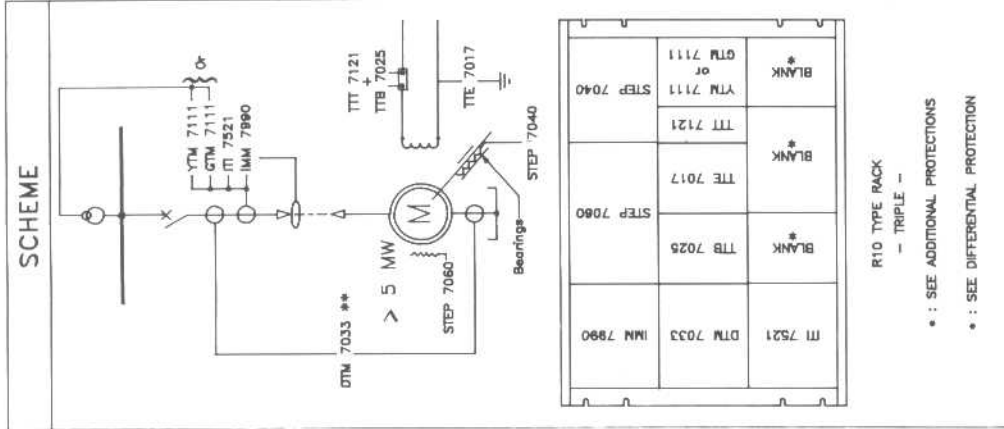 SCHEME
YTM 7111
GTM 7111
Or
ITI 7521
IMM 7990
DTM 7033 **
> 5 MW
M
STEP 7060
Bearings
STEP 7040
TTT 7121
+
TTB 7025
TTE 7017
STEP 7040
STEP 7060
IMM 7990
YTM 7111
or
GTM 7111
TTT 7121
TTE 7017
TTB 7025
DTM 7033
BLANK
*
BLANK
*
BLANK
*
ITI 7521
R10 TYPE RACK
– TRIPLE –
* : SEE ADDITIONAL PROTECTIONS
* : SEE DIFFERENTIAL PROTECTION